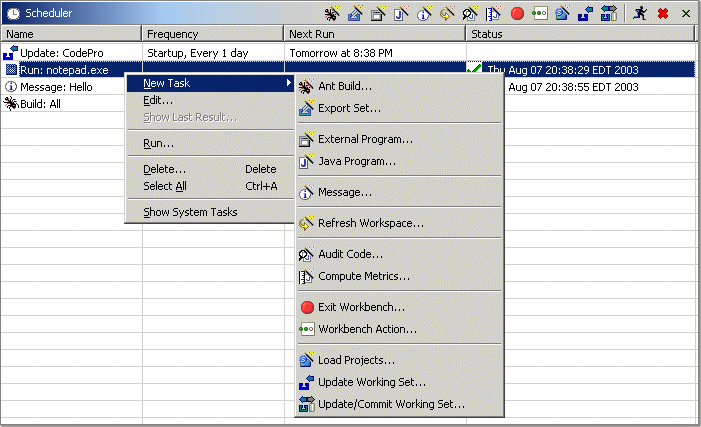 Scheduler
Name Frequency Next Run Status
Update: CodePro Startup, Every 1 day Tomorrow at 8:38 PM
Run: notepad.exe Thu Aug 07 20:38:29 EDT 2003
Message: Hello Aug 07 20:38:55 EDT 2003
Build: All
New Task
Edit...
Show Last Result...
Run...
Delete... Delete
Select All Ctrl+A
Show System Tasks
Ant Build...
Export Set...
External Program...
Java Program...
Message...
Refresh Workspace...
Audit Code...
Compute Metrics...
Exit Workbench...
Workbench Action...
Load Projects...
Update Working Set...
Update/Commit Working Set...